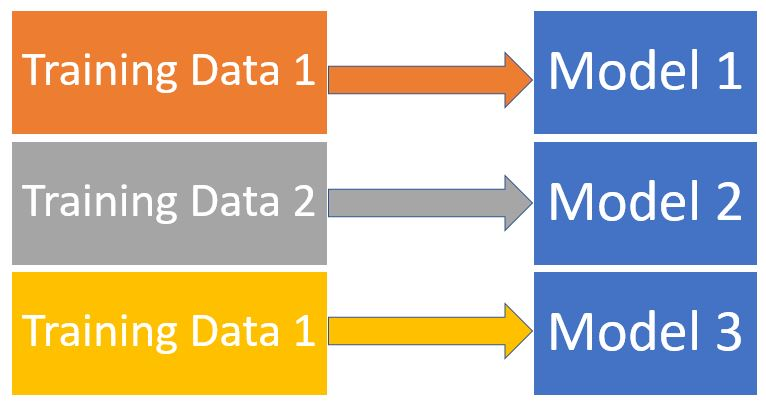 Training Data 1
Model 1
Training Data 2
Model 2
Training Data 1
Model 3